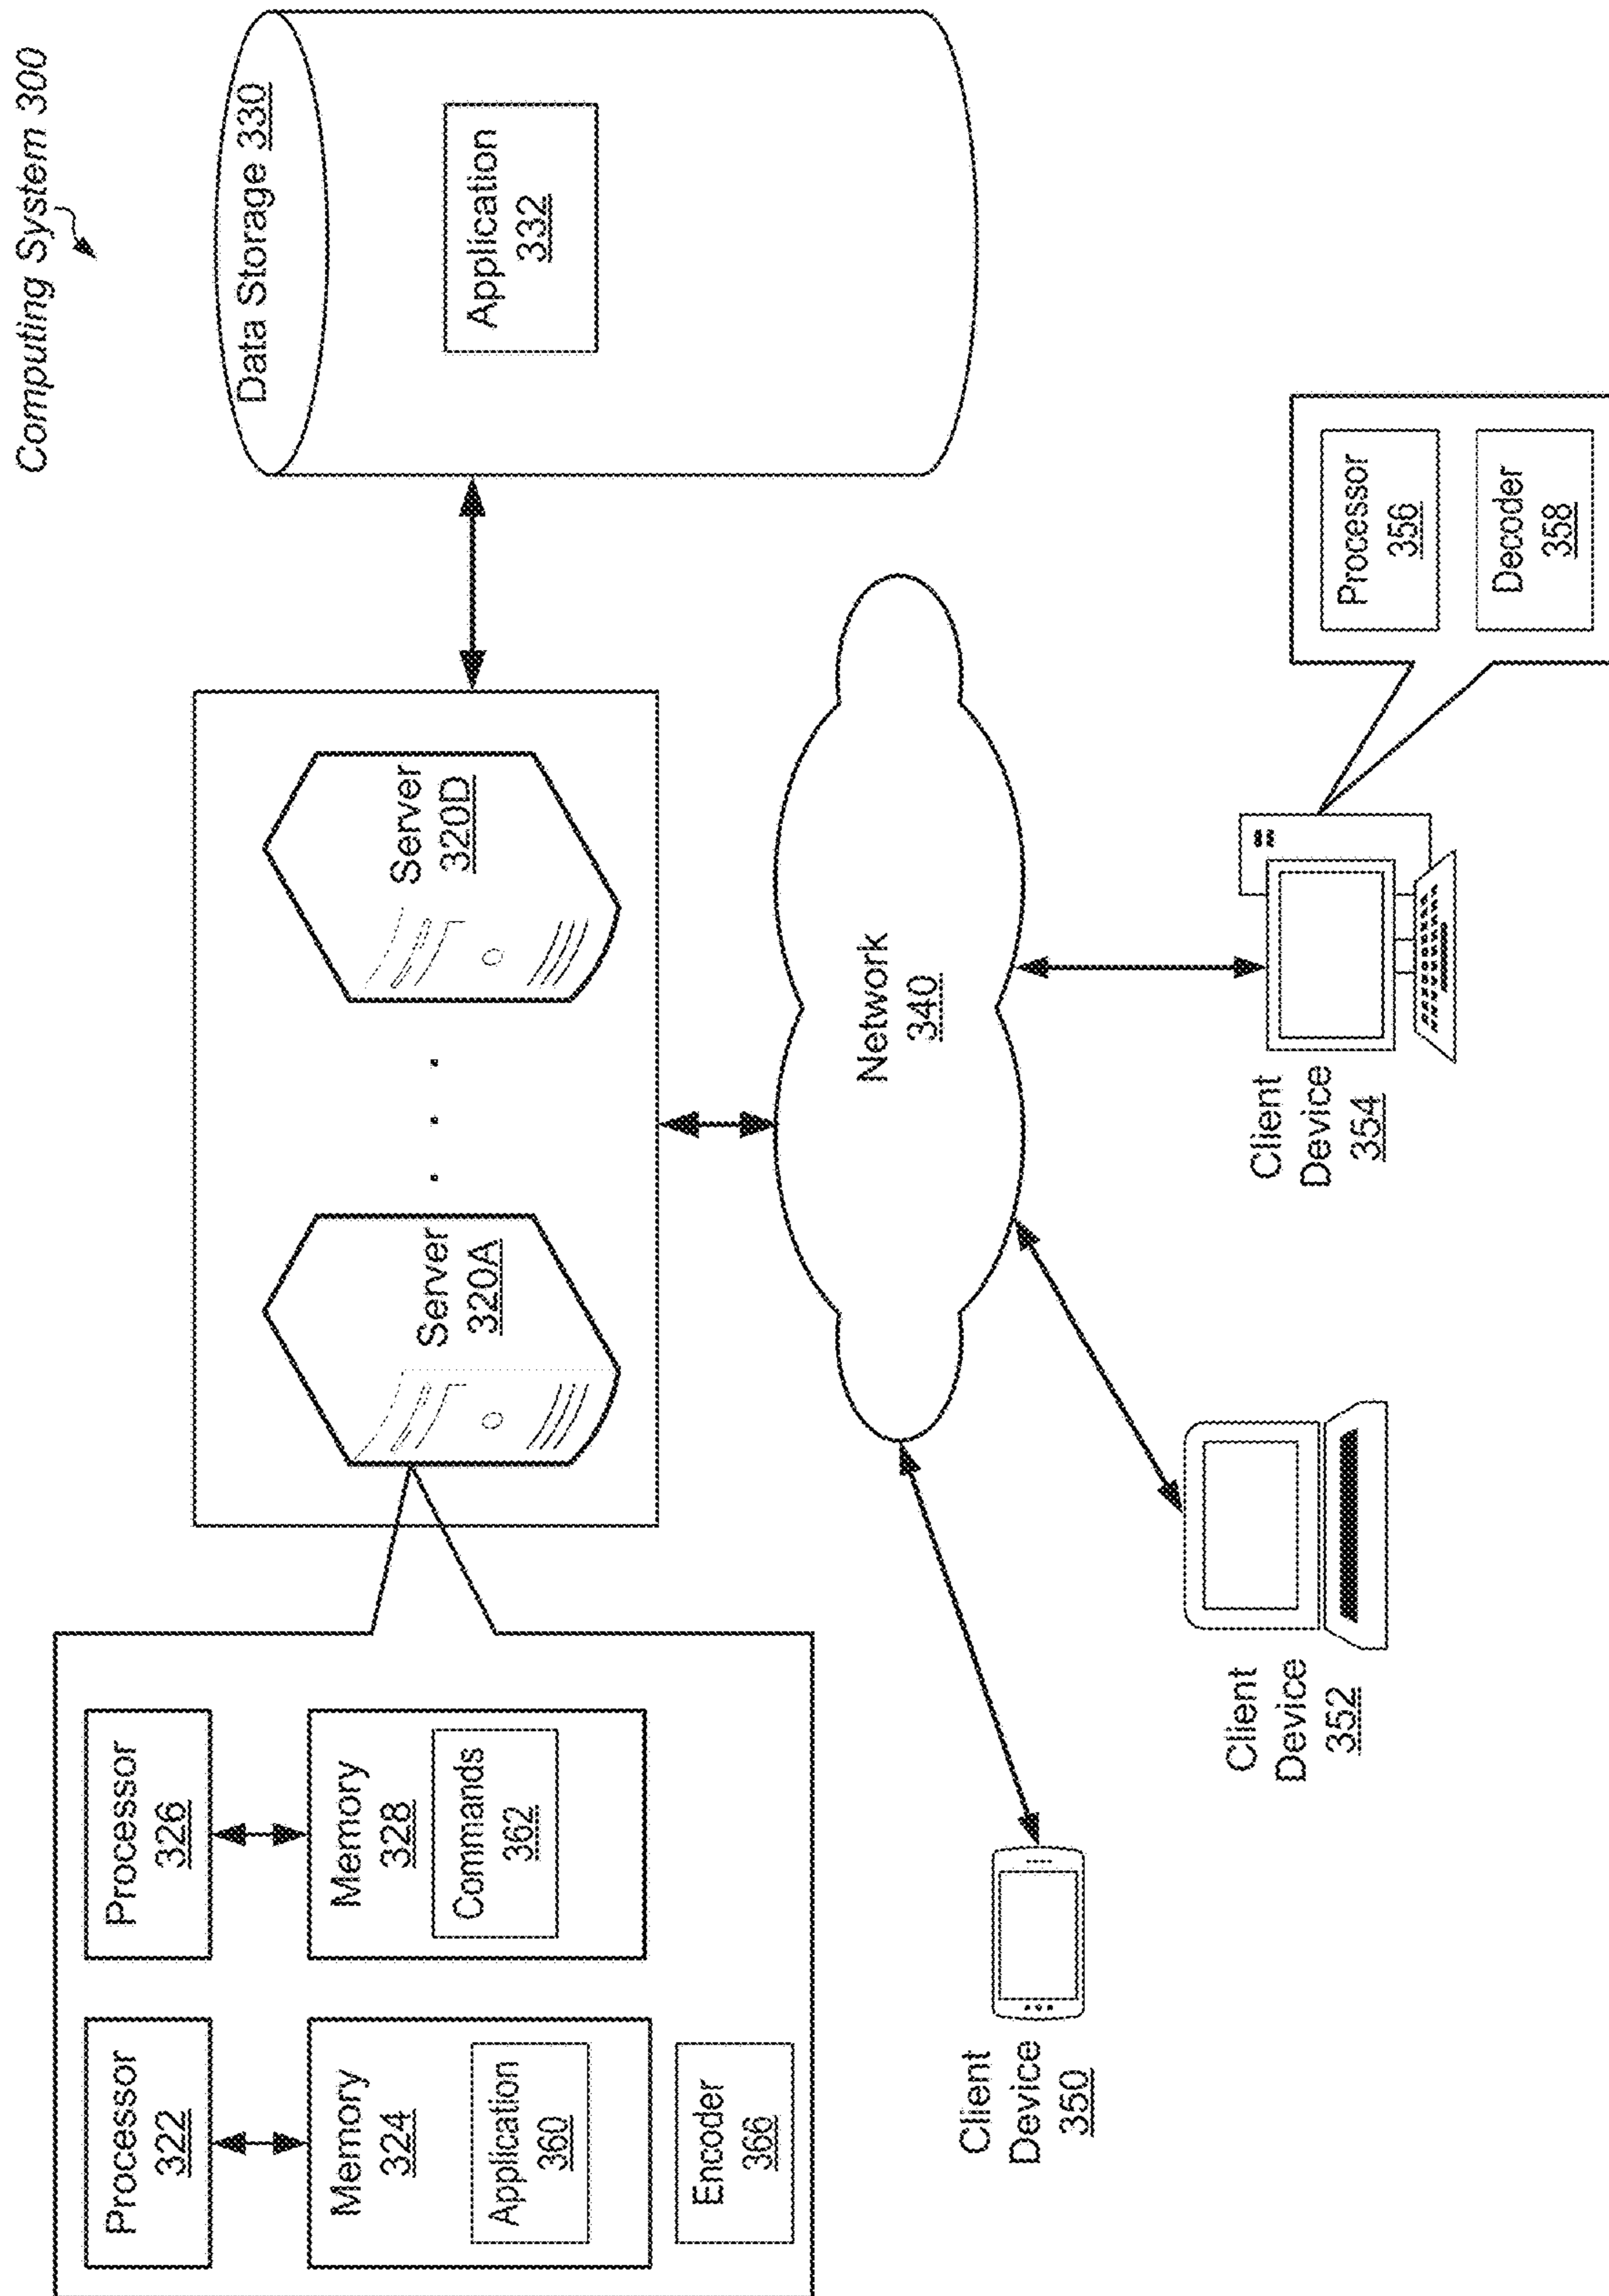 Computing System 300
Processor
322
Memory
324
Application
360
Encoder
366
Processor
326
Memory
328
Commands
362
Server
320A
. . .
Server
320D
Data Storage 330
Application
332
Network
340
Client
Device
350
Client
Device
352
Client
Device
354
Processor
356
Decoder
358